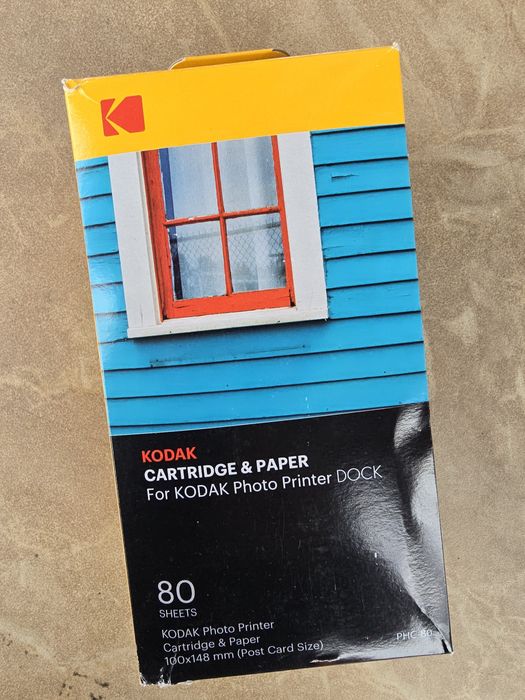 KODAK
CARTRIDGE & PAPER
For KODAK Photo Printer DOCK
80
SHEETS
KODAK Photo Printer
Cartridge & Paper
100x148 mm (Post Card Size)
PHC-80